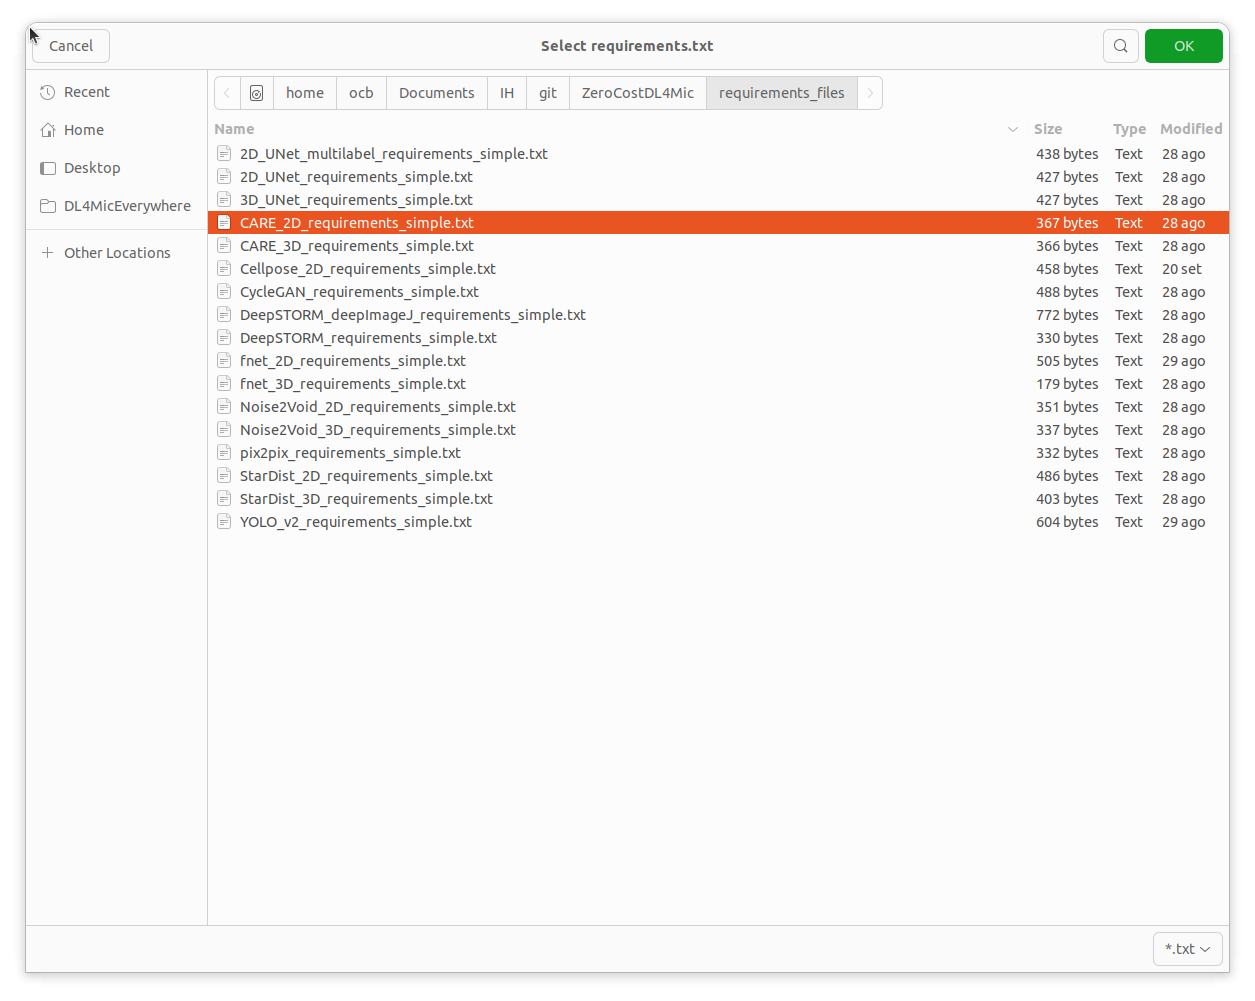 Cancel Select requirements.txt OK
Recent
Home
Desktop
DL4MicEverywhere
Other Locations
home ocb Documents IH git ZeroCostDL4Mic requirements_files
Name Size Type Modified
2D_UNet_multilabel_requirements_simple.txt 438 bytes Text 28 ago
2D_UNet_requirements_simple.txt 427 bytes Text 28 ago
3D_UNet_requirements_simple.txt 427 bytes Text 28 ago
CARE_2D_requirements_simple.txt 367 bytes Text 28 ago
CARE_3D_requirements_simple.txt 366 bytes Text 28 ago
Cellpose_2D_requirements_simple.txt 458 bytes Text 20 set
CycleGAN_requirements_simple.txt 488 bytes Text 28 ago
DeepSTORM_deepImageJ_requirements_simple.txt 772 bytes Text 28 ago
DeepSTORM_requirements_simple.txt 330 bytes Text 28 ago
fnet_2D_requirements_simple.txt 505 bytes Text 29 ago
fnet_3D_requirements_simple.txt 179 bytes Text 28 ago
Noise2Void_2D_requirements_simple.txt 351 bytes Text 28 ago
Noise2Void_3D_requirements_simple.txt 337 bytes Text 28 ago
pix2pix_requirements_simple.txt 332 bytes Text 28 ago
StarDist_2D_requirements_simple.txt 486 bytes Text 28 ago
StarDist_3D_requirements_simple.txt 403 bytes Text 28 ago
YOLO_v2_requirements_simple.txt 604 bytes Text 29 ago
*.txt